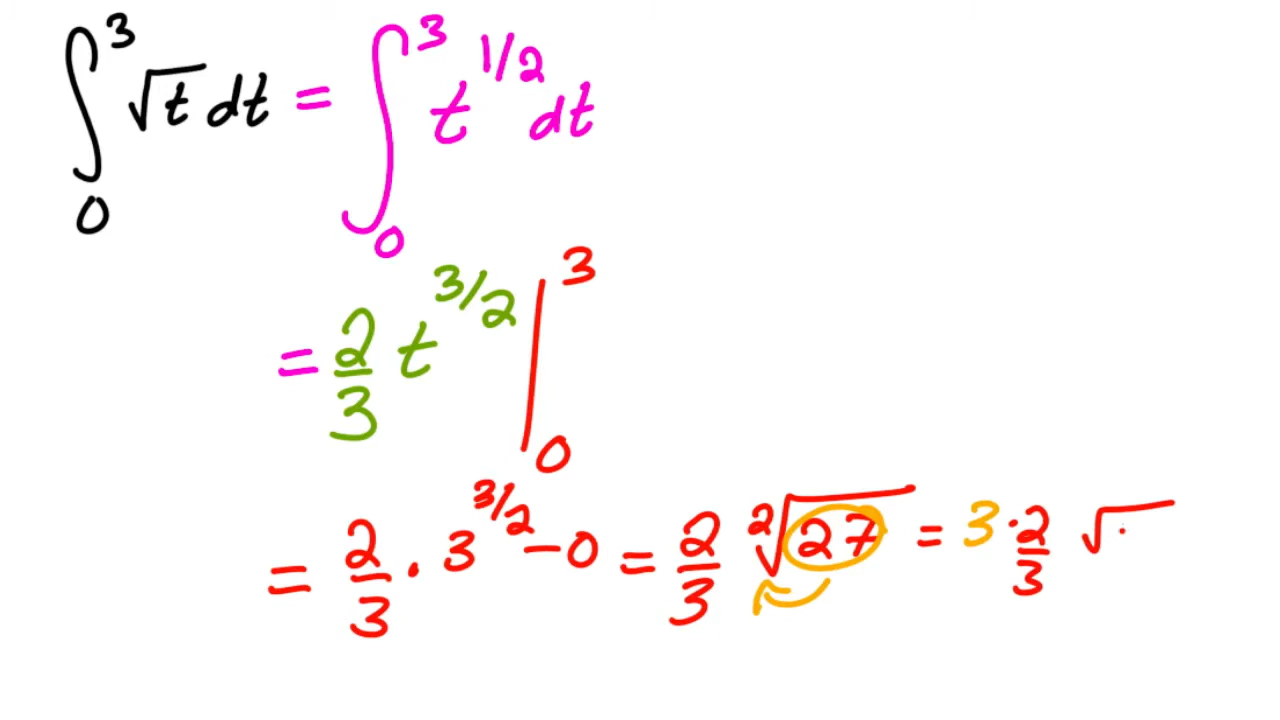 ∫₀³ √t dt = ∫₀³ t^{1/2} dt
= 2/3 t^{3/2} |₀³
= 2/3 · 3^{3/2} - 0 = 2/3 ²√27 = 3 · 2/3 √